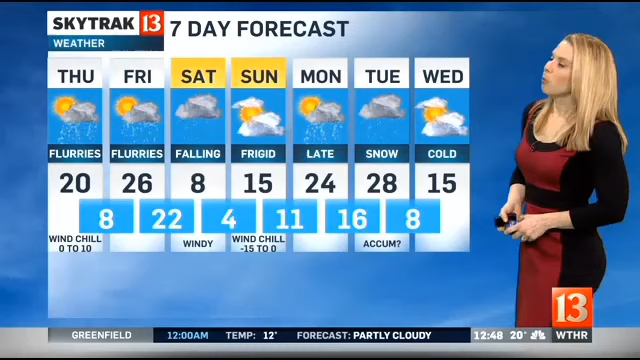 SKYTRAK 13
WEATHER
7 DAY FORECAST
THU FRI SAT SUN MON TUE WED
FLURRIES FLURRIES FALLING FRIGID LATE SNOW COLD
20 26 8 15 24 28 15
8 22 4 11 16 8
WIND CHILL 0 TO 10
WINDY
WIND CHILL -15 TO 0
ACCUM?
13
GREENFIELD 12:00AM TEMP: 12° FORECAST: PARTLY CLOUDY 12:48 20° WTHR